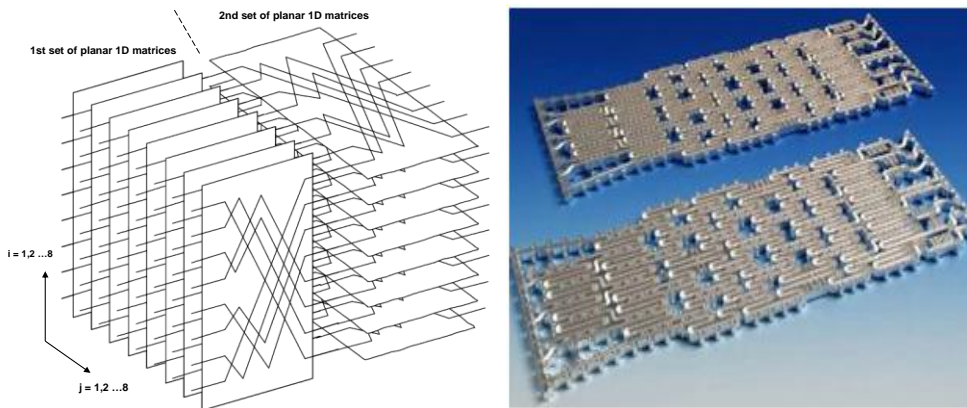 2nd set of planar 1D matrices
1st set of planar 1D matrices
i = 1,2 ...8
j = 1,2 ...8